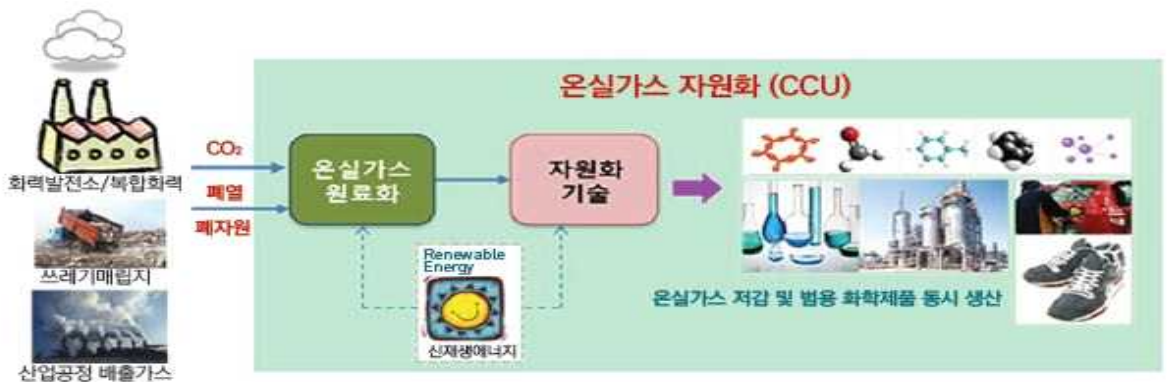 온실가스 자원화 (CCU)
화력발전소/복합화력
쓰레기매립지
산업공정 배출가스
CO₂
폐열
폐자원
온실가스
원료화
자원화
기술
Renewable
Energy
신재생에너지
온실가스 저감 및 범용 화학제품 동시 생산